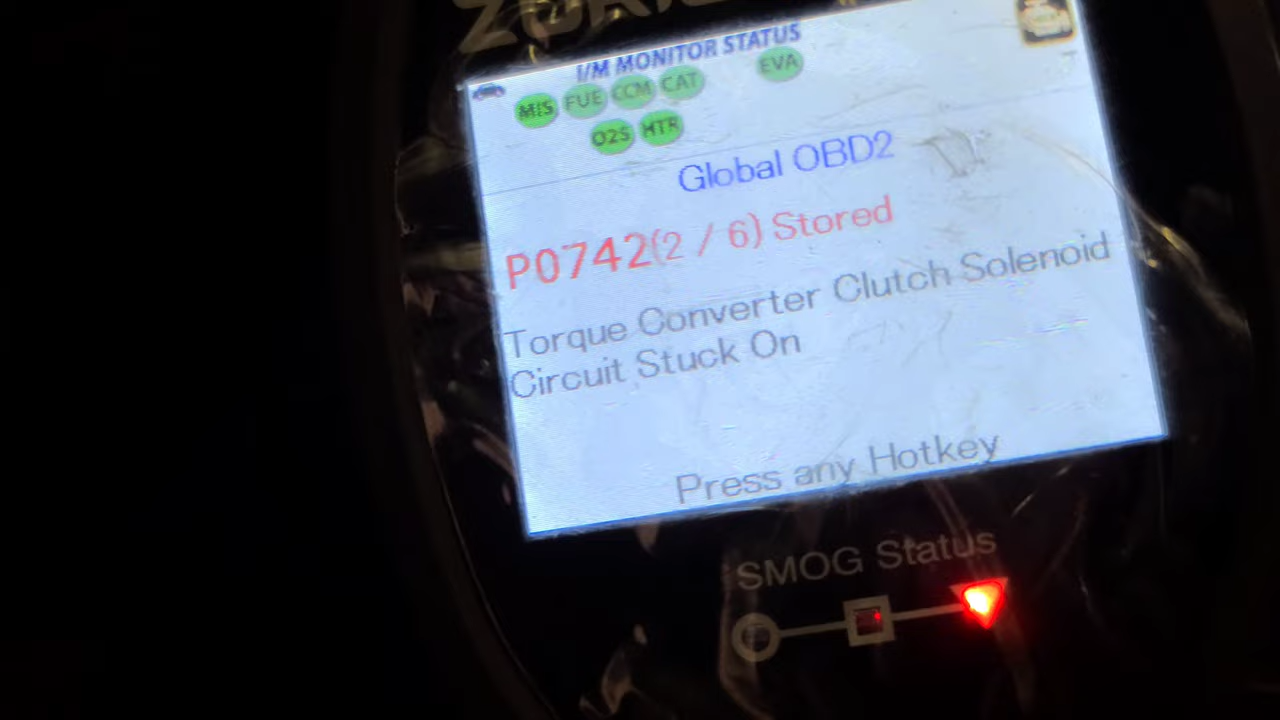 I/M MONITOR STATUS
MIS FUE CCM CAT EVA
O2S HTR
Global OBD2
P0742(2 / 6) Stored
Torque Converter Clutch Solenoid
Circuit Stuck On
Press any Hotkey
SMOG Status